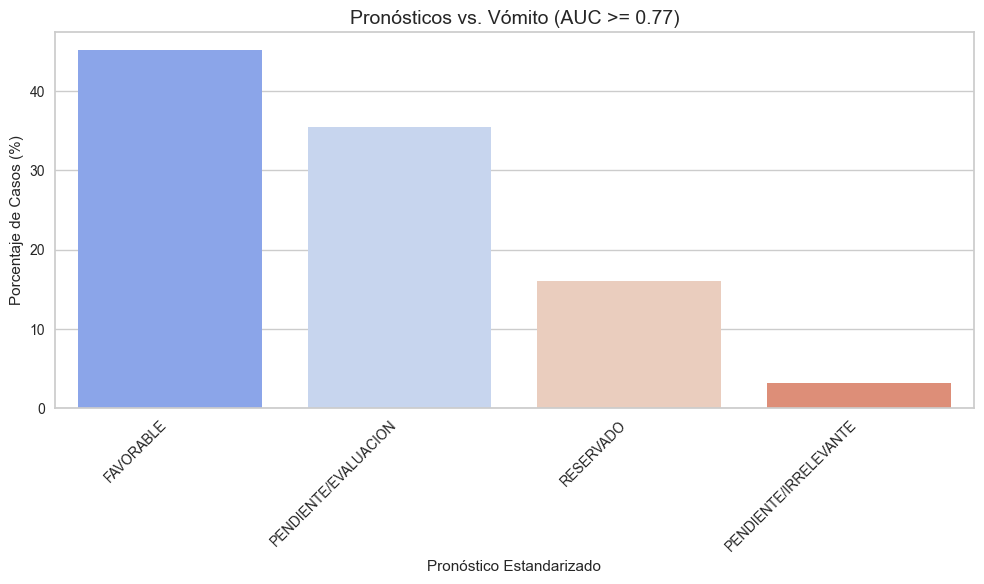 Pronósticos vs. Vómito (AUC >= 0.77)
Porcentaje de Casos (%)
40
30
20
10
0
FAVORABLE
PENDIENTE/EVALUACION
RESERVADO
PENDIENTE/IRRELEVANTE
Pronóstico Estandarizado